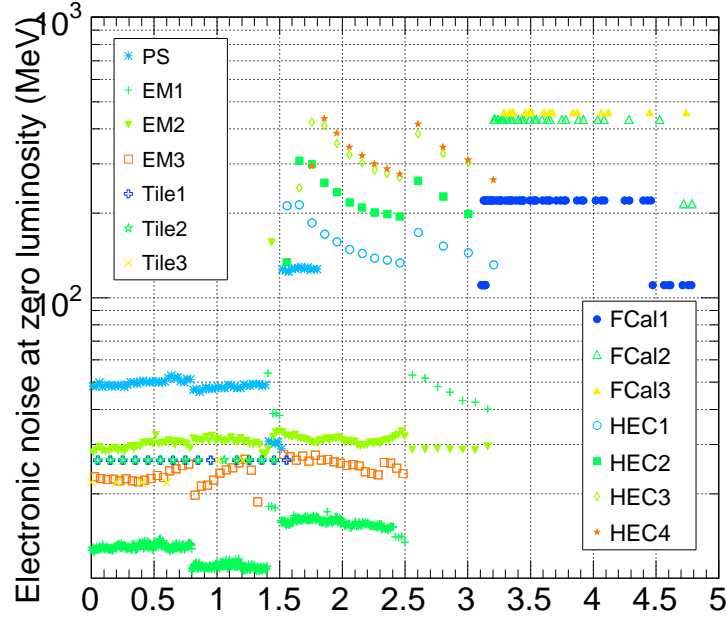 Electronic noise at zero luminosity (MeV)
10³
10²
PS
EM1
EM2
EM3
Tile1
Tile2
Tile3
FCal1
FCal2
FCal3
HEC1
HEC2
HEC3
HEC4
0 0.5 1 1.5 2 2.5 3 3.5 4 4.5 5